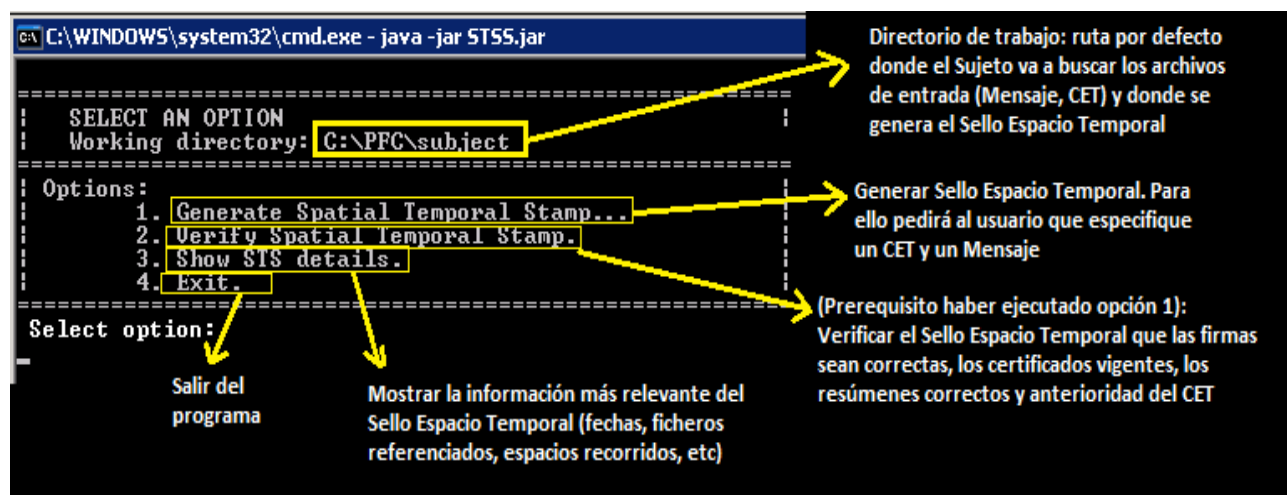 C:\WINDOWS\system32\cmd.exe - java -jar STSS.jar
SELECT AN OPTION
Working directory: C:\PFC\subject
Options:
1. Generate Spatial Temporal Stamp...
2. Verify Spatial Temporal Stamp.
3. Show STS details.
4. Exit.
Select option:
Directorio de trabajo: ruta por defecto
donde el Sujeto va a buscar los archivos
de entrada (Mensaje, CET) y donde se
genera el Sello Espacio Temporal
Generar Sello Espacio Temporal. Para
ello pedirá al usuario que especifique
un CET y un Mensaje
(Prerequisito haber ejecutado opción 1):
Verificar el Sello Espacio Temporal que las firmas
sean correctas, los certificados vigentes, los
resúmenes correctos y anterioridad del CET
Salir del
programa
Mostrar la información más relevante del
Sello Espacio Temporal (fechas, ficheros
referenciados, espacios recorridos, etc)